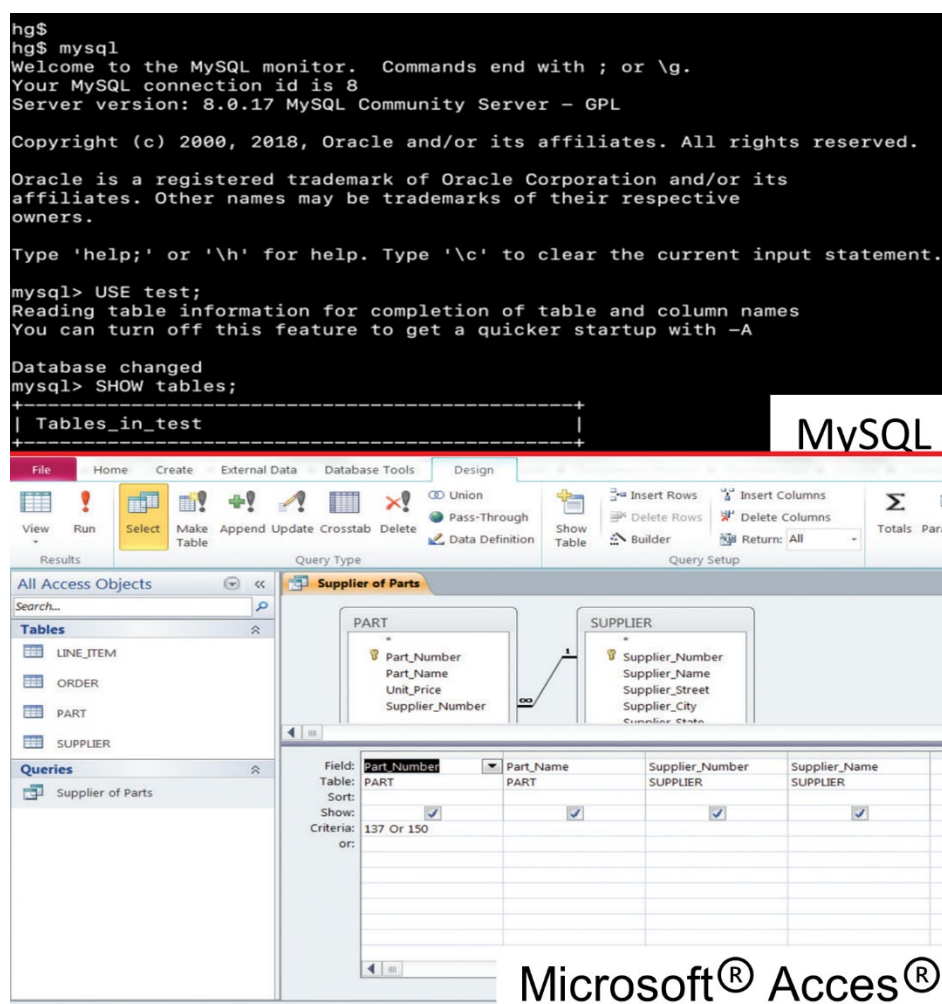 hg$
hg$ mysql
Welcome to the MySQL monitor.  Commands end with ; or \g.
Your MySQL connection id is 8
Server version: 8.0.17 MySQL Community Server – GPL
Copyright (c) 2000, 2018, Oracle and/or its affiliates. All rights reserved.
Oracle is a registered trademark of Oracle Corporation and/or its
affiliates. Other names may be trademarks of their respective
owners.
Type 'help;' or '\h' for help. Type '\c' to clear the current input statement.
mysql> USE test;
Reading table information for completion of table and column names
You can turn off this feature to get a quicker startup with –A
Database changed
mysql> SHOW tables;
| Tables_in_test |
MySQL
File Home Create External Data Database Tools Design
View Run Select Make Table Append Update Crosstab Delete
Union
Pass-Through
Data Definition
Show Table
Insert Rows
Delete Rows
Builder
Insert Columns
Delete Columns
Return: All
Σ
Totals
Results Query Type Query Setup
All Access Objects
Search...
Tables
LINE_ITEM
ORDER
PART
SUPPLIER
Queries
Supplier of Parts
Supplier of Parts
PART
*
Part_Number
Part_Name
Unit_Price
Supplier_Number
∞
1
SUPPLIER
*
Supplier_Number
Supplier_Name
Supplier_Street
Supplier_City
Supplier_State
Field: Part_Number Part_Name Supplier_Number Supplier_Name
Table: PART PART SUPPLIER SUPPLIER
Sort:
Show:
Criteria: 137 Or 150
or:
Microsoft® Acces®